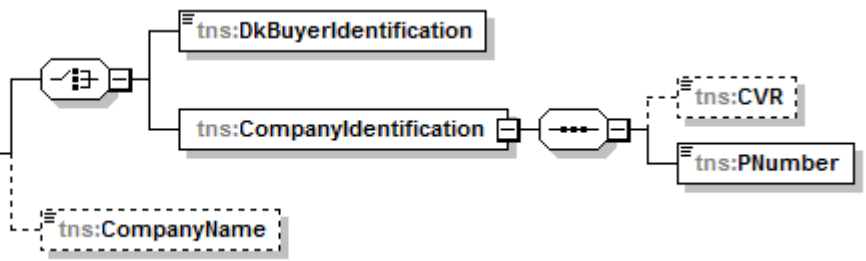 tns:DkBuyerIdentification
tns:CVR
tns:CompanyIdentification
tns:PNumber
tns:CompanyName